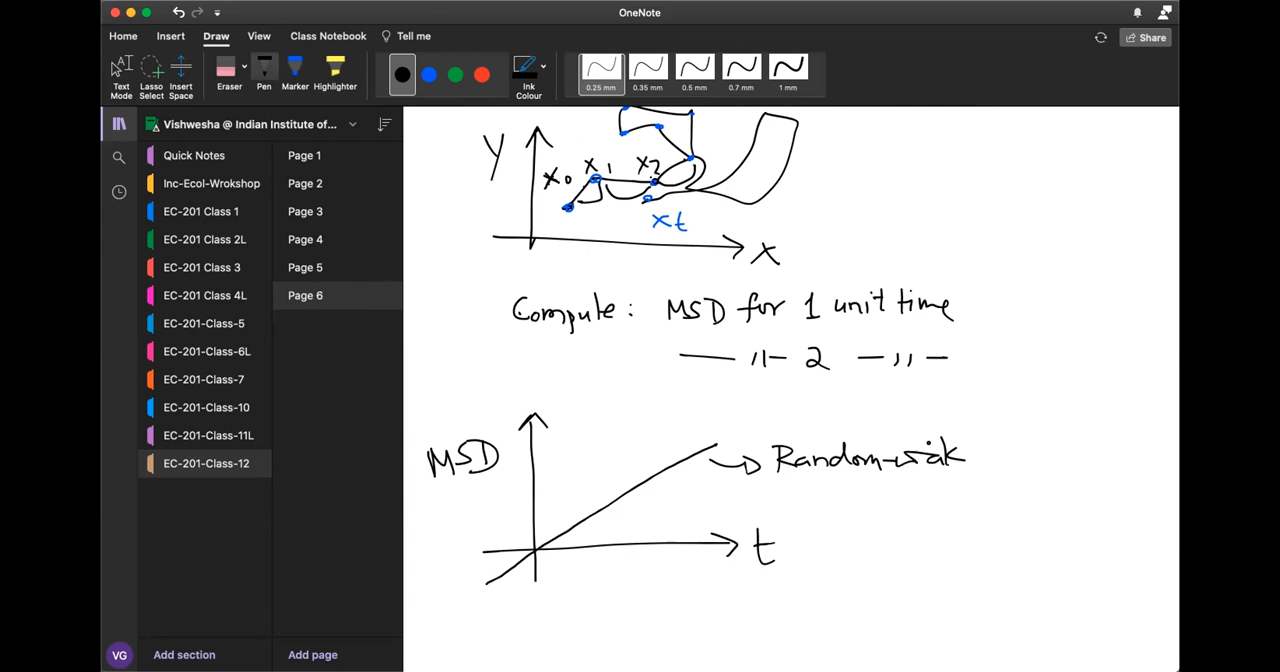 OneNote
Home Insert Draw View Class Notebook Tell me
Share
Text Mode
Lasso Select
Insert Space
Eraser
Pen
Marker
Highlighter
Ink Colour
0.25 mm 0.35 mm 0.5 mm 0.7 mm 1 mm
Vishwesha @ Indian Institute of...
Quick Notes
Inc-Ecol-Wrokshop
EC-201 Class 1
EC-201 Class 2L
EC-201 Class 3
EC-201 Class 4L
EC-201-Class-5
EC-201-Class-6L
EC-201-Class-7
EC-201-Class-10
EC-201-Class-11L
EC-201-Class-12
Page 1
Page 2
Page 3
Page 4
Page 5
Page 6
VG
Add section
Add page
Y
x0 x1 x2
xt
x
Compute: MSD for 1 unit time
— "— 2 — " —
MSD
Random-
t